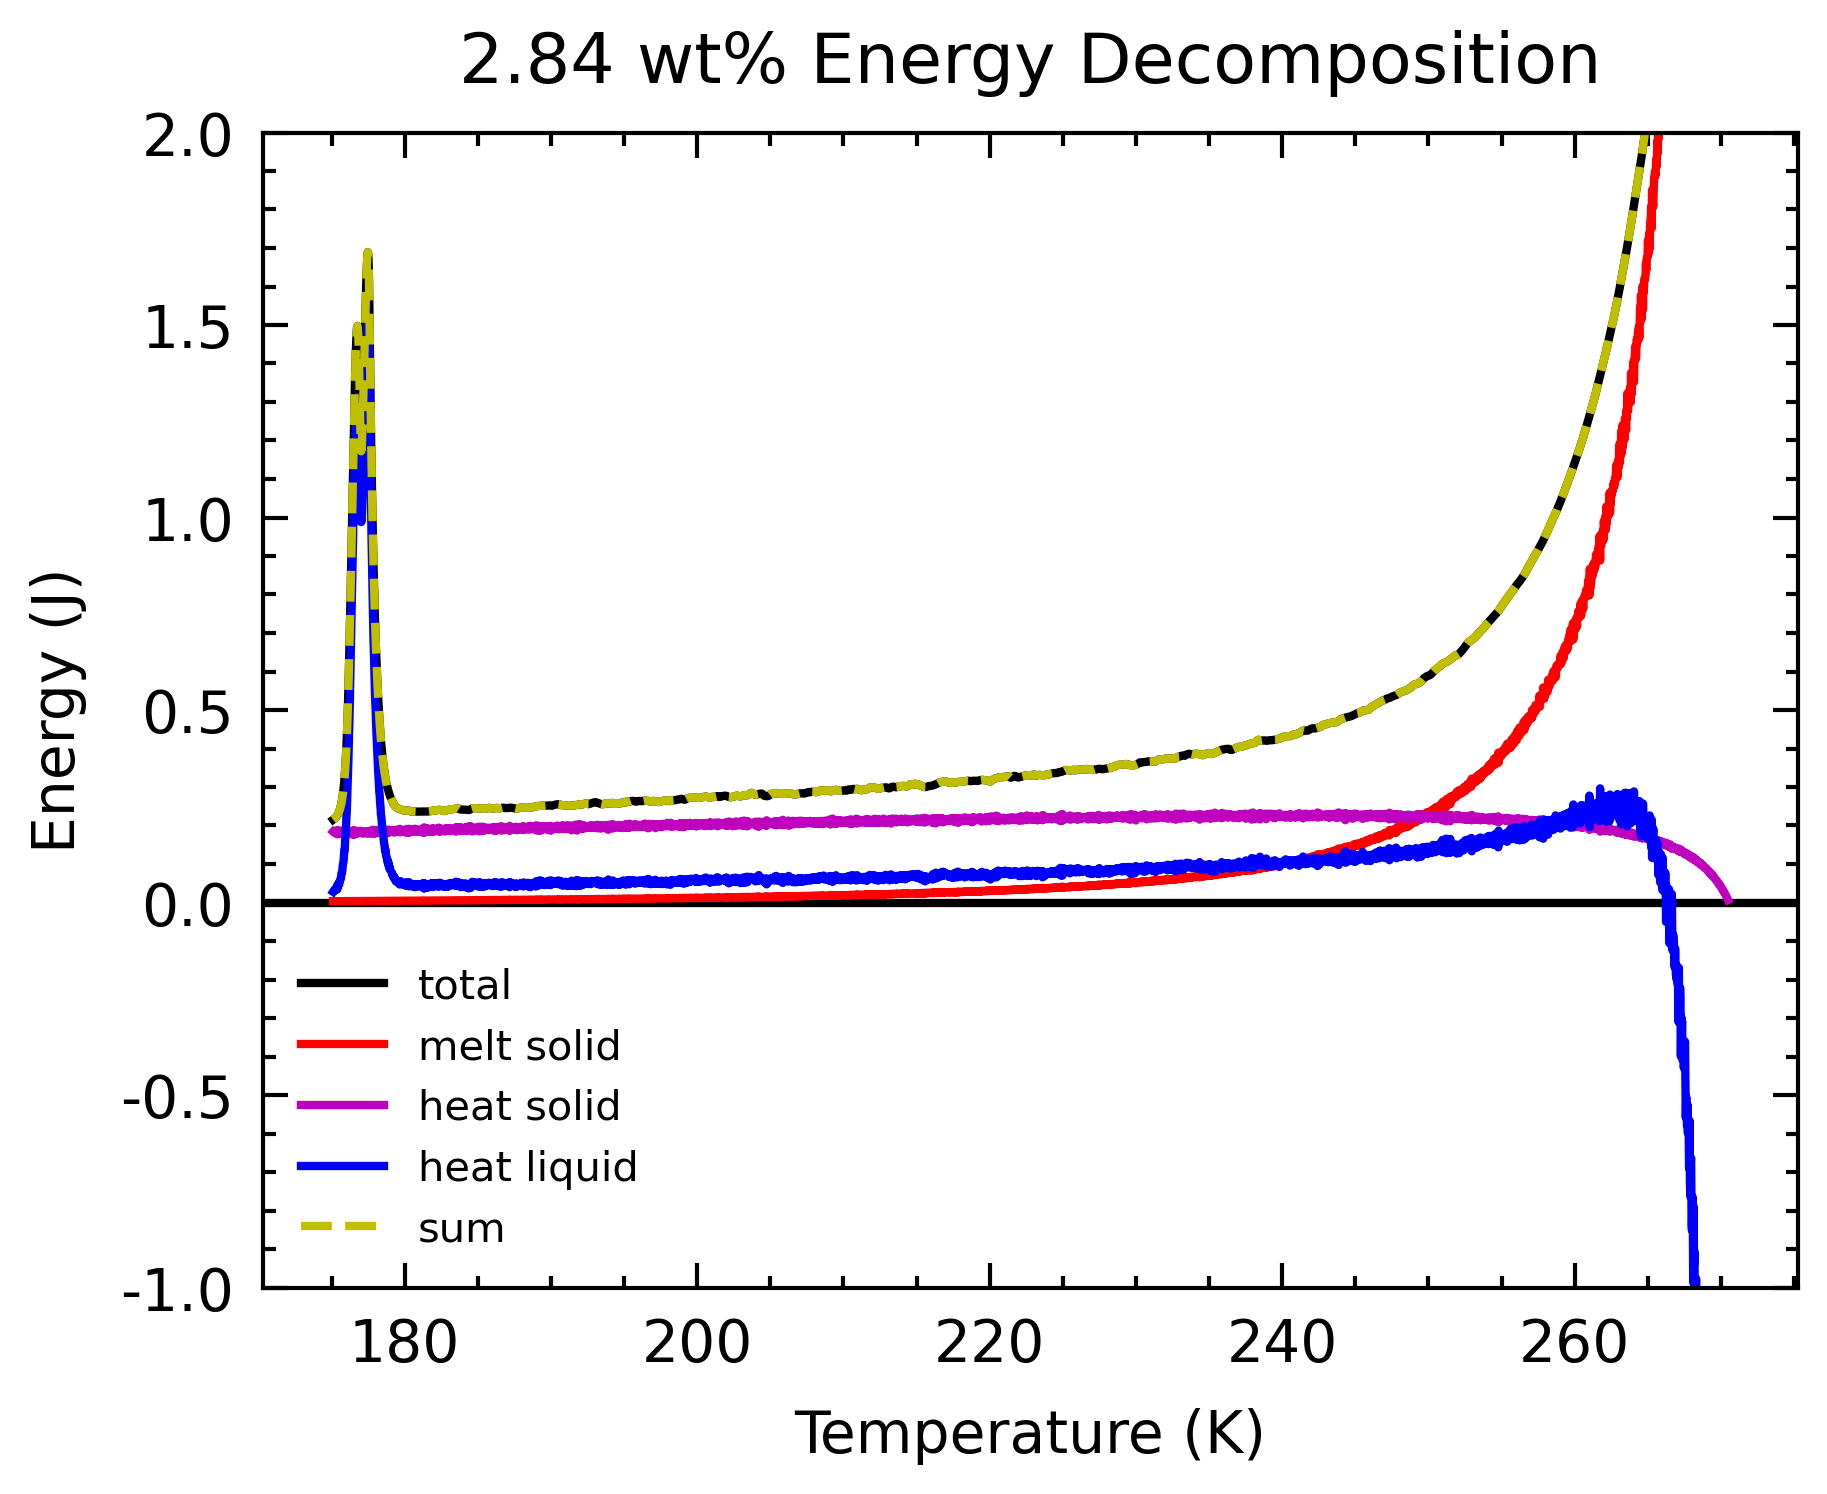 2.84 wt% Energy Decomposition
2.0
1.5
1.0
0.5
0.0
-0.5
-1.0
Energy (J)
total
melt solid
heat solid
heat liquid
sum
180 200 220 240 260
Temperature (K)